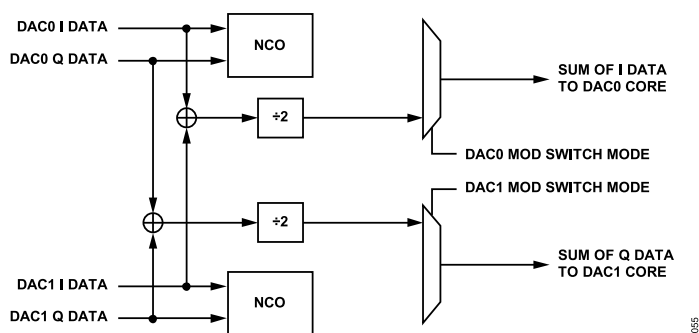 DAC0 I DATA
DAC0 Q DATA
NCO
÷2
SUM OF I DATA
TO DAC0 CORE
DAC0 MOD SWITCH MODE
DAC1 MOD SWITCH MODE
÷2
SUM OF Q DATA
TO DAC1 CORE
DAC1 I DATA
DAC1 Q DATA
NCO
055